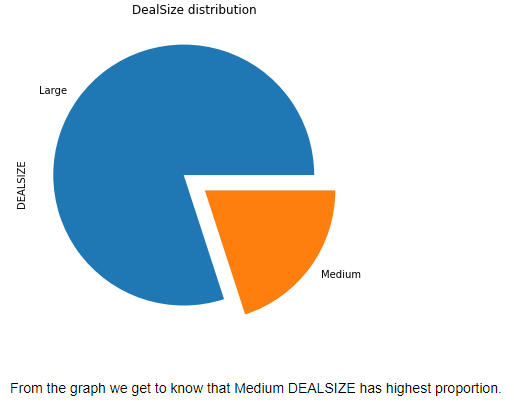 DealSize distribution
Large
DEALSIZE
Medium
From the graph we get to know that Medium DEALSIZE has highest proportion.